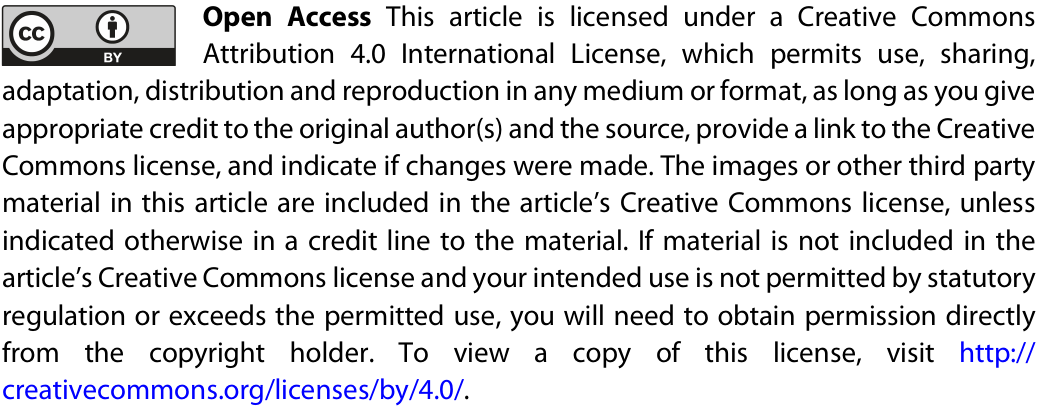 cc BY
Open Access This article is licensed under a Creative Commons
Attribution 4.0 International License, which permits use, sharing,
adaptation, distribution and reproduction in any medium or format, as long as you give
appropriate credit to the original author(s) and the source, provide a link to the Creative
Commons license, and indicate if changes were made. The images or other third party
material in this article are included in the article’s Creative Commons license, unless
indicated otherwise in a credit line to the material. If material is not included in the
article’s Creative Commons license and your intended use is not permitted by statutory
regulation or exceeds the permitted use, you will need to obtain permission directly
from the copyright holder. To view a copy of this license, visit http://
creativecommons.org/licenses/by/4.0/.